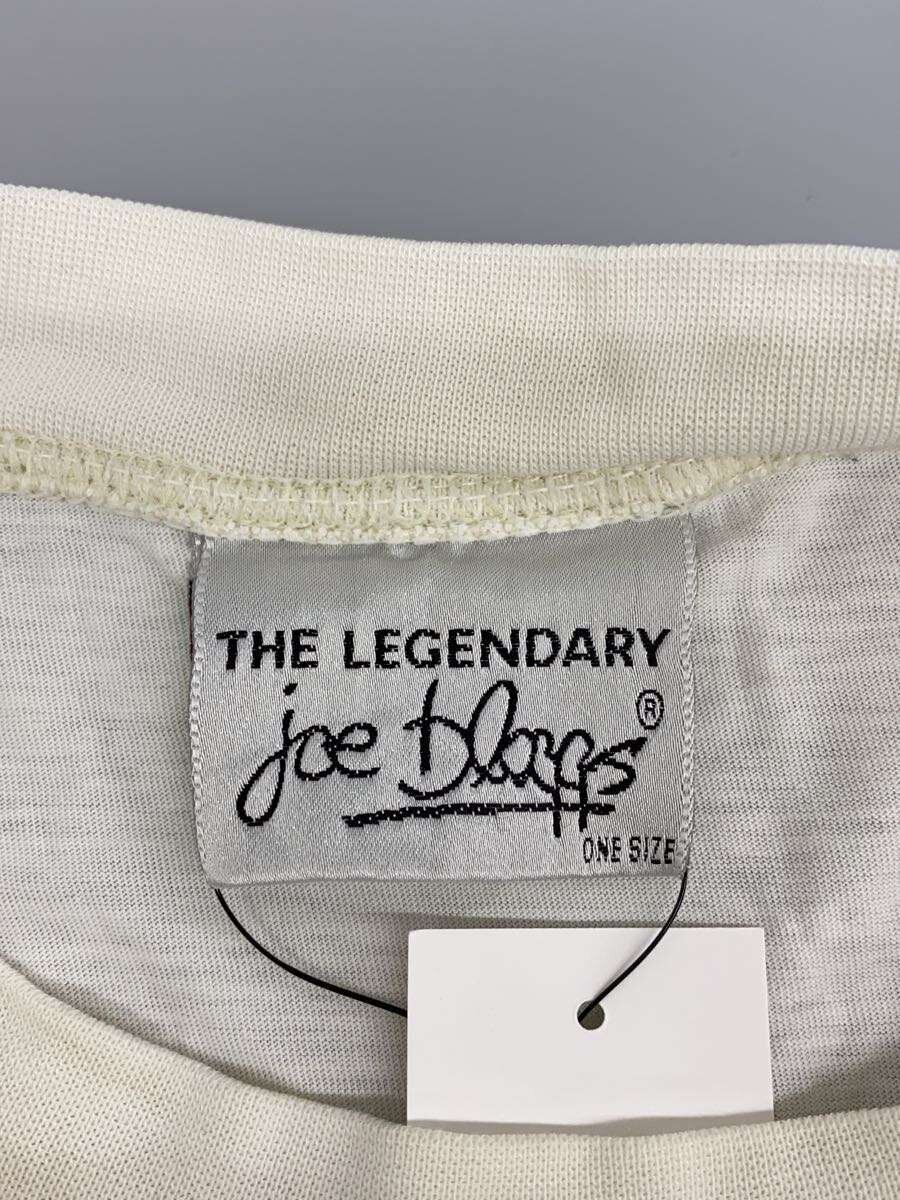 THE LEGENDARY
joe Bloggs ®
ONE SIZE